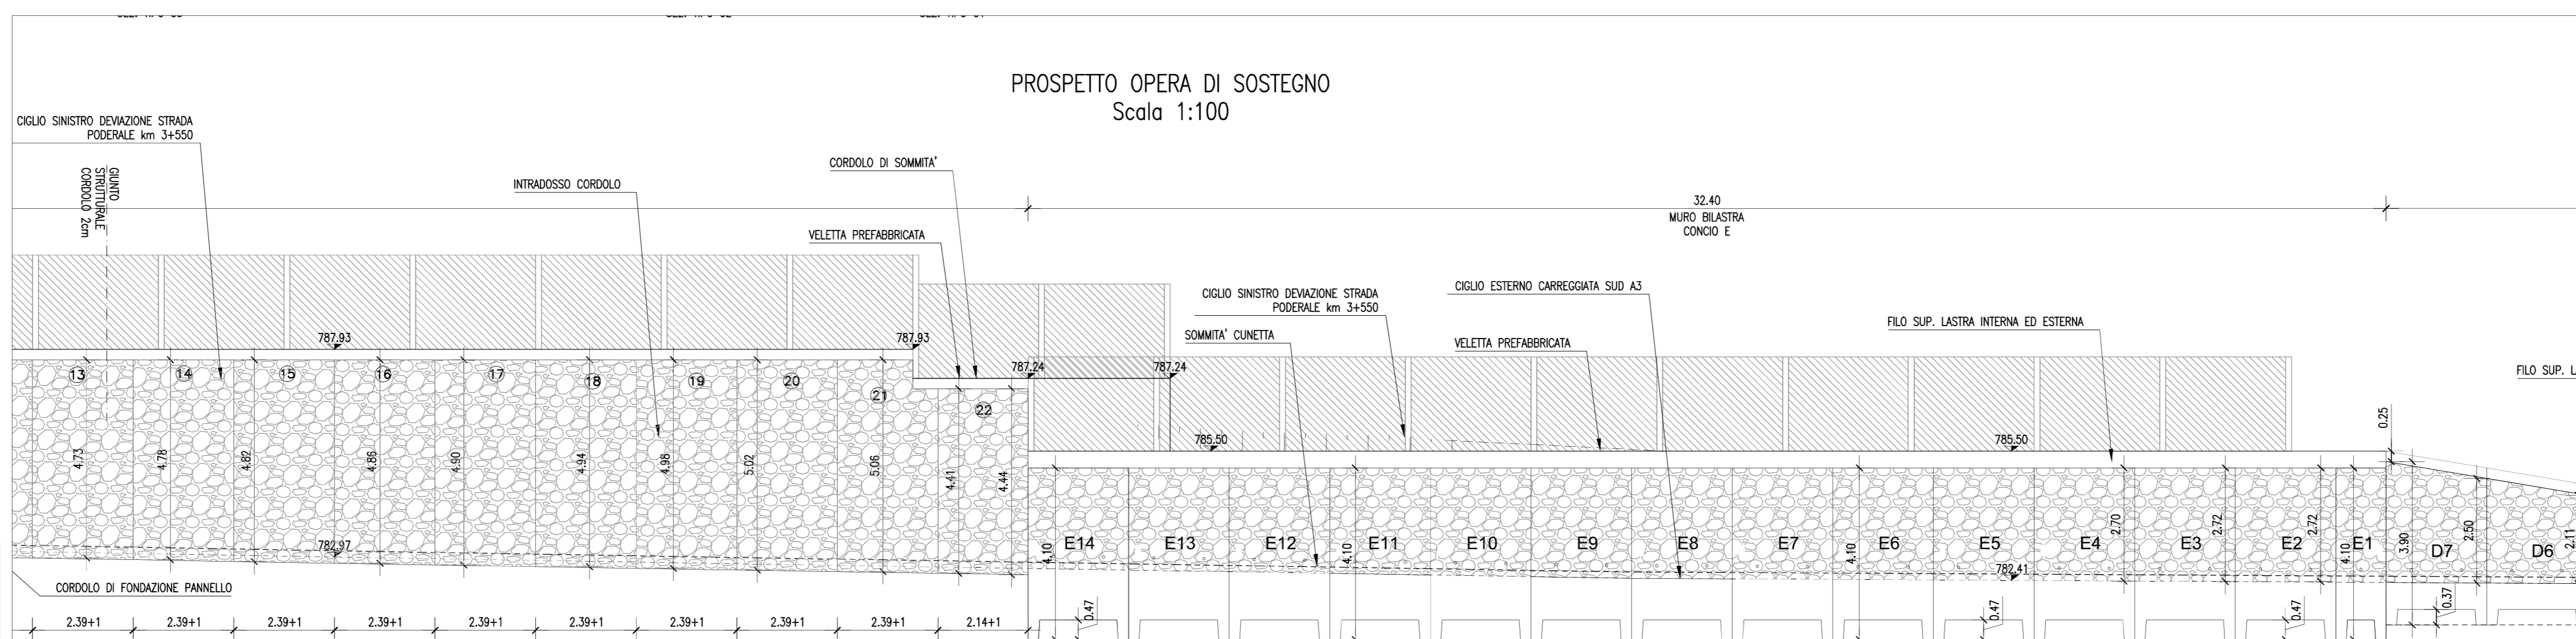 PROSPETTO OPERA DI SOSTEGNO
Scala 1:100
CIGLIO SINISTRO DEVIAZIONE STRADA
PODERALE km 3+550
GIUNTO
STRUTTURALE
CORDOLO 2cm
INTRADOSSO CORDOLO
CORDOLO DI SOMMITA'
VELETTA PREFABBRICATA
32.40
MURO BILASTRA
CONCIO E
CIGLIO SINISTRO DEVIAZIONE STRADA
PODERALE km 3+550
SOMMITA' CUNETTA
CIGLIO ESTERNO CARREGGIATA SUD A3
VELETTA PREFABBRICATA
FILO SUP. LASTRA INTERNA ED ESTERNA
FILO SUP. L
787.93
787.93
787.24
787.24
785.50
785.50
0.25
13
14
15
16
17
18
19
20
21
22
4.73
4.78
4.82
4.86
4.90
4.94
4.98
5.02
5.06
4.41
4.44
782.97
4.10
E14
E13
E12
4.10
E11
E10
E9
E8
E7
4.10
E6
E5
E4
2.70
E3
2.72
E2
2.72
E1
4.10
3.90
D7
2.50
D6
2.11
782.41
CORDOLO DI FONDAZIONE PANNELLO
2.39+1
2.39+1
2.39+1
2.39+1
2.39+1
2.39+1
2.39+1
2.39+1
2.39+1
2.14+1
0.47
0.47
0.47
0.37